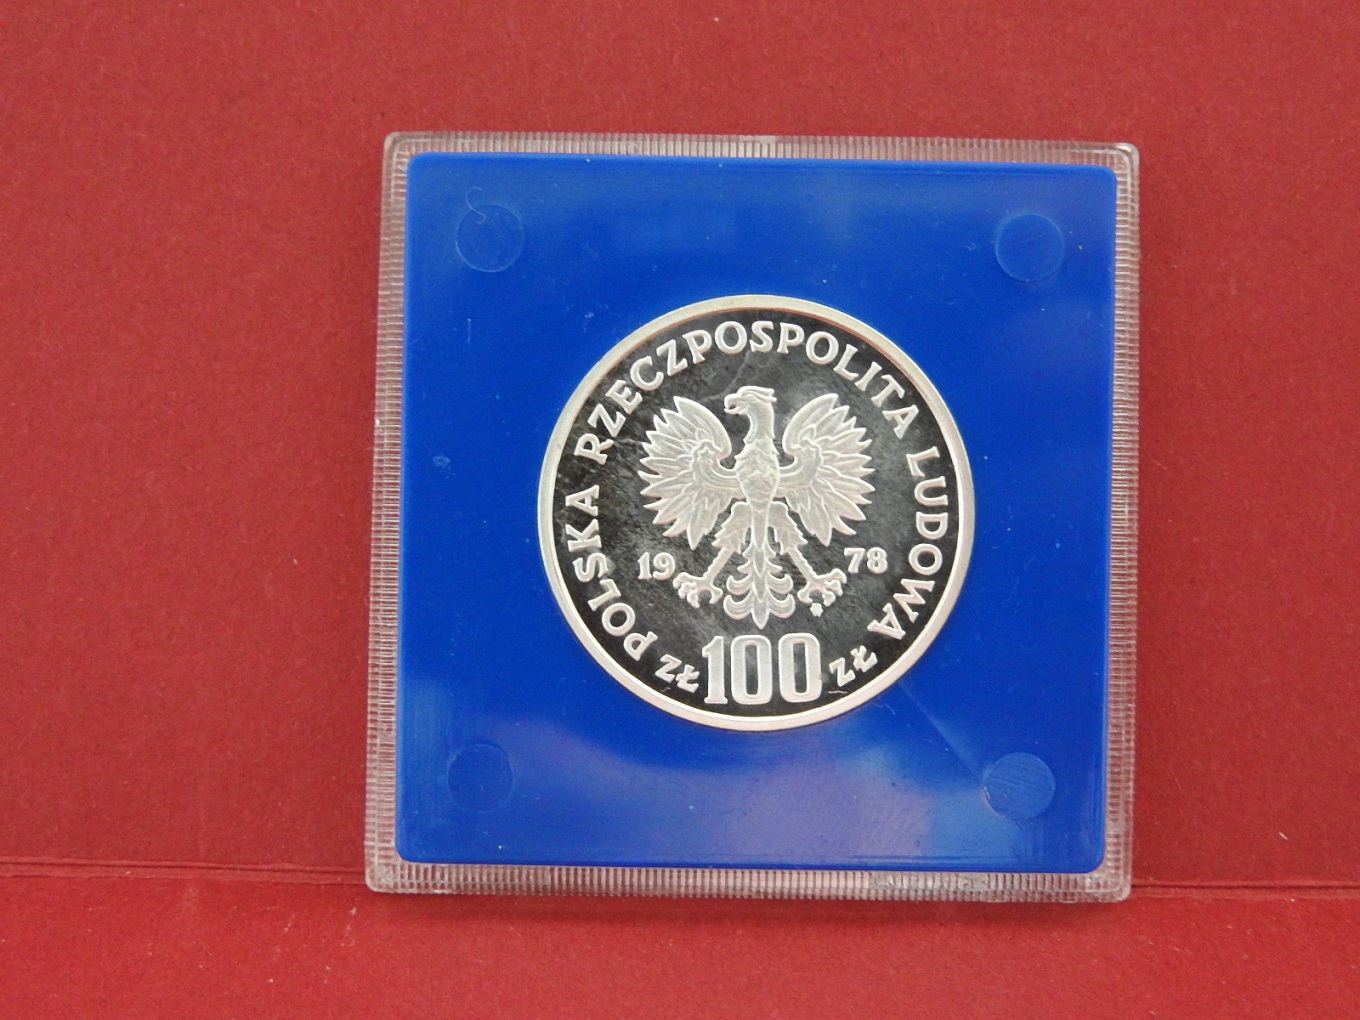 POLSKA RZECZPOSPOLITA LUDOWA
19 78
ZŁ 100 ZŁ